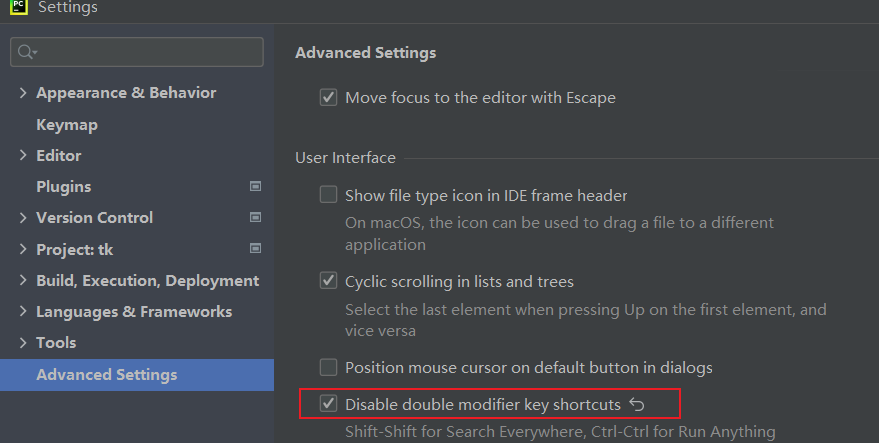 PC
Settings
Appearance & Behavior
Keymap
Editor
Plugins
Version Control
Project: tk
Build, Execution, Deployment
Languages & Frameworks
Tools
Advanced Settings
Advanced Settings
Move focus to the editor with Escape
User Interface
Show file type icon in IDE frame header
On macOS, the icon can be used to drag a file to a different
application
Cyclic scrolling in lists and trees
Select the last element when pressing Up on the first element, and
vice versa
Position mouse cursor on default button in dialogs
Disable double modifier key shortcuts
Shift-Shift for Search Everywhere, Ctrl-Ctrl for Run Anything